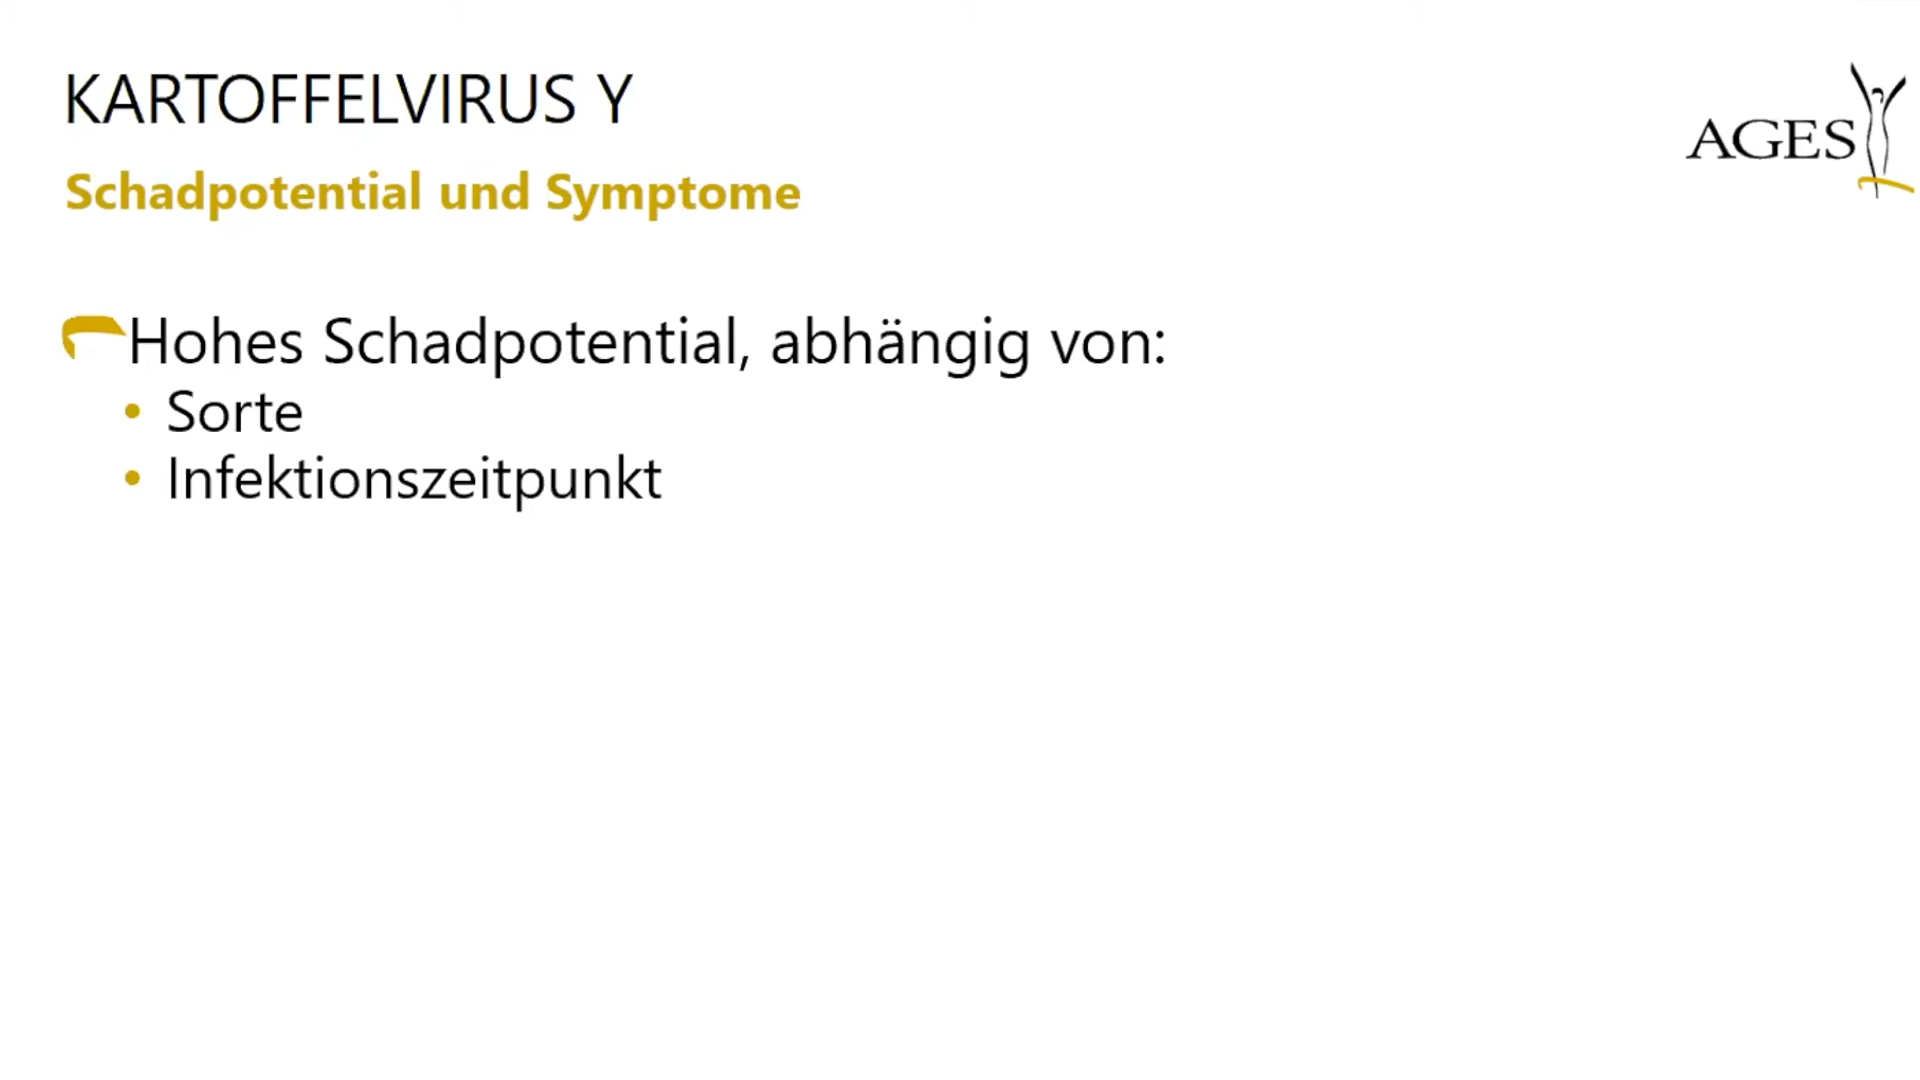 KARTOFFELVIRUS Y
AGES
Schadpotential und Symptome
Hohes Schadpotential, abhängig von:
• Sorte
• Infektionszeitpunkt